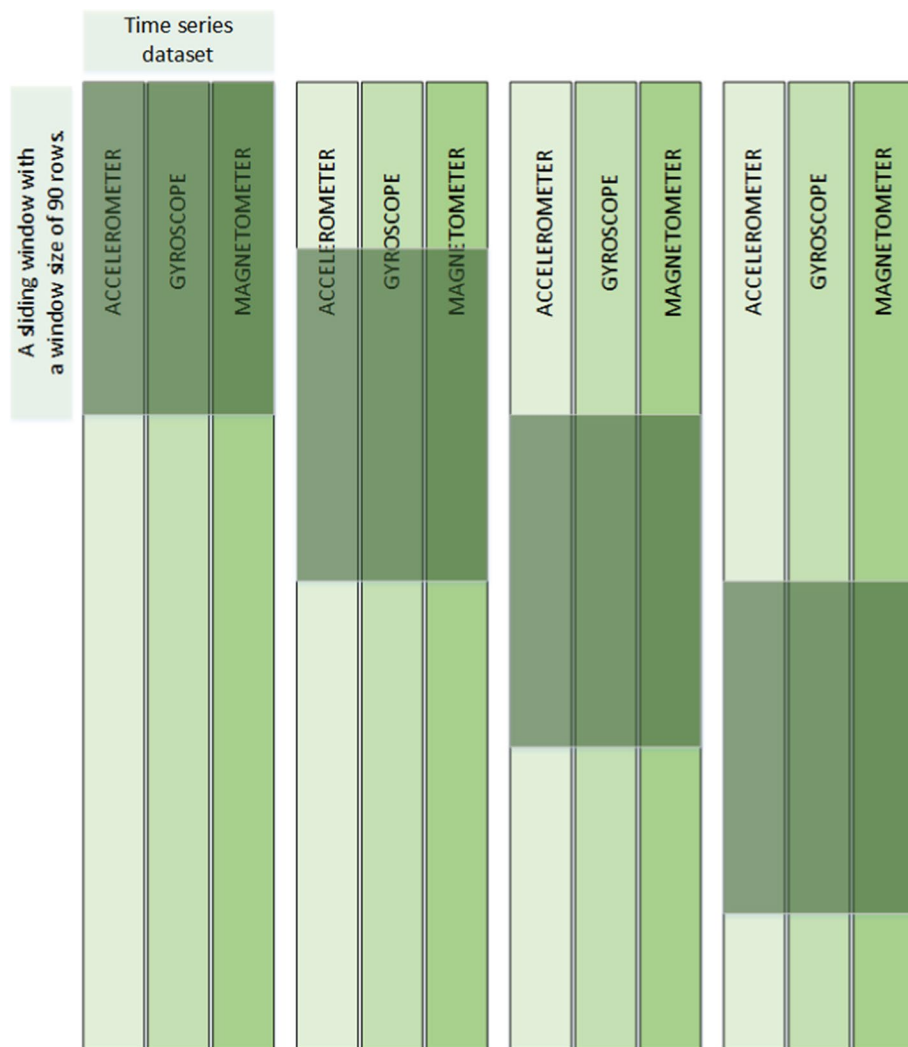 Time series
dataset
A sliding window with
a window size of 90 rows.
ACCELEROMETER
GYROSCOPE
MAGNETOMETER
ACCELEROMETER
GYROSCOPE
MAGNETOMETER
ACCELEROMETER
GYROSCOPE
MAGNETOMETER
ACCELEROMETER
GYROSCOPE
MAGNETOMETER